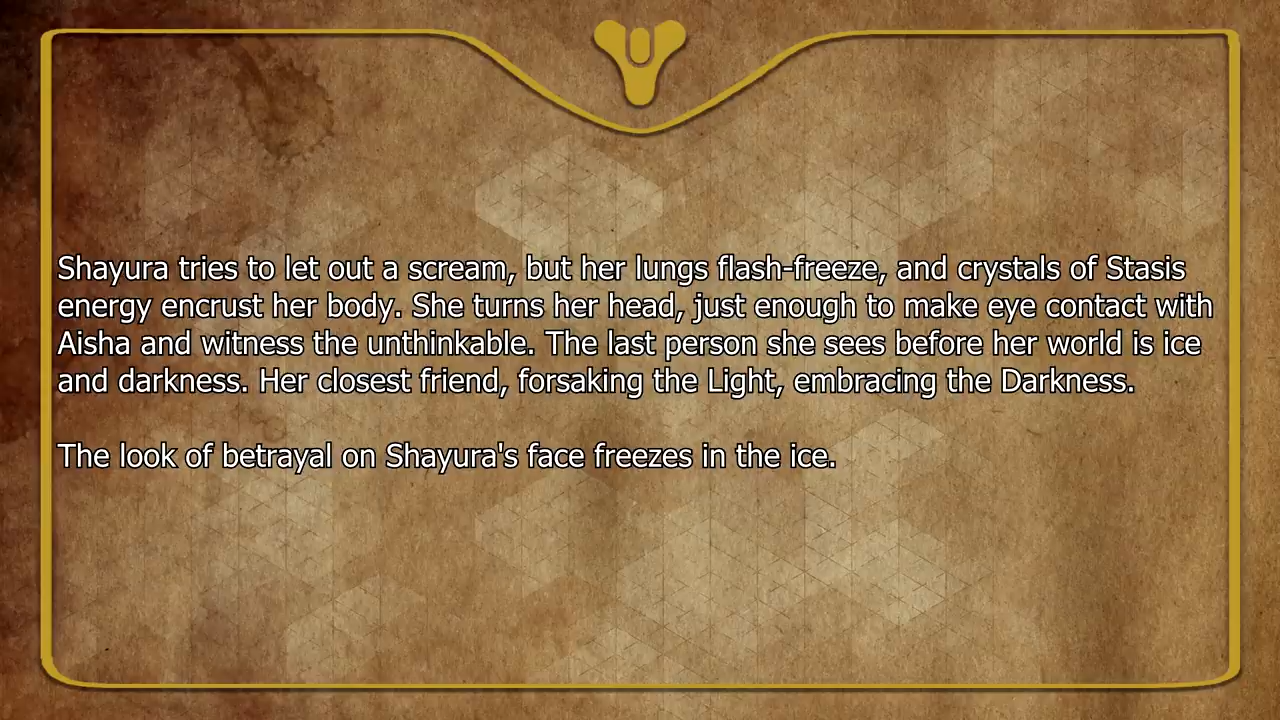 Shayura tries to let out a scream, but her lungs flash-freeze, and crystals of Stasis
energy encrust her body. She turns her head, just enough to make eye contact with
Aisha and witness the unthinkable. The last person she sees before her world is ice
and darkness. Her closest friend, forsaking the Light, embracing the Darkness.
The look of betrayal on Shayura's face freezes in the ice.